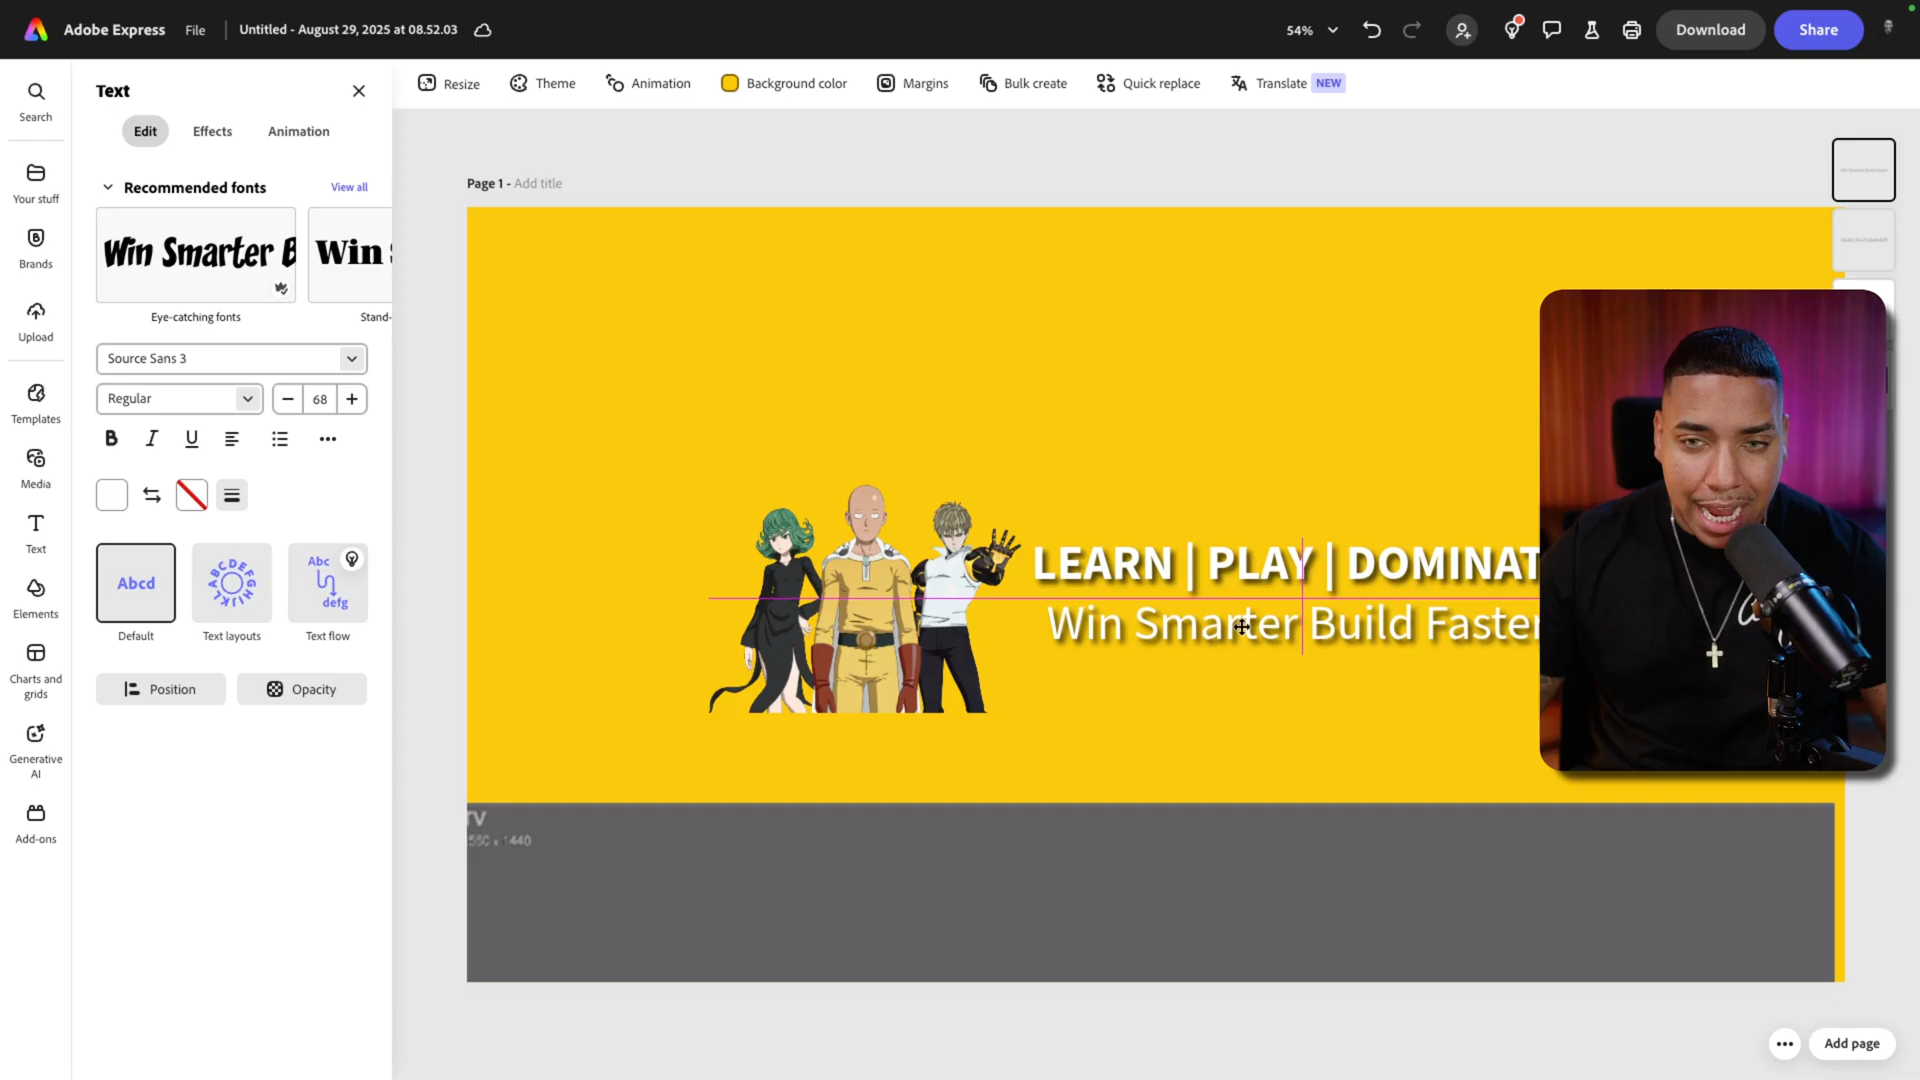 Adobe Express
File
Untitled - August 29, 2025 at 08.52.03
54%
Download
Share
Search
Your stuff
Brands
Upload
Templates
Media
Text
Elements
Charts and
grids
Generative
AI
Add-ons
Text
Edit
Effects
Animation
Recommended fonts
View all
Win Smarter B
Win
Eye-catching fonts
Stand-
Source Sans 3
Regular
68
Abcd
Default
ABCDEFGHIJKL
Text layouts
Abc
defg
Text flow
Position
Opacity
Resize
Theme
Animation
Background color
Margins
Bulk create
Quick replace
Translate
NEW
Page 1 - Add title
LEARN | PLAY | DOMINAT
Win Smarter Build Faster
TV
560 x 1440
Add page